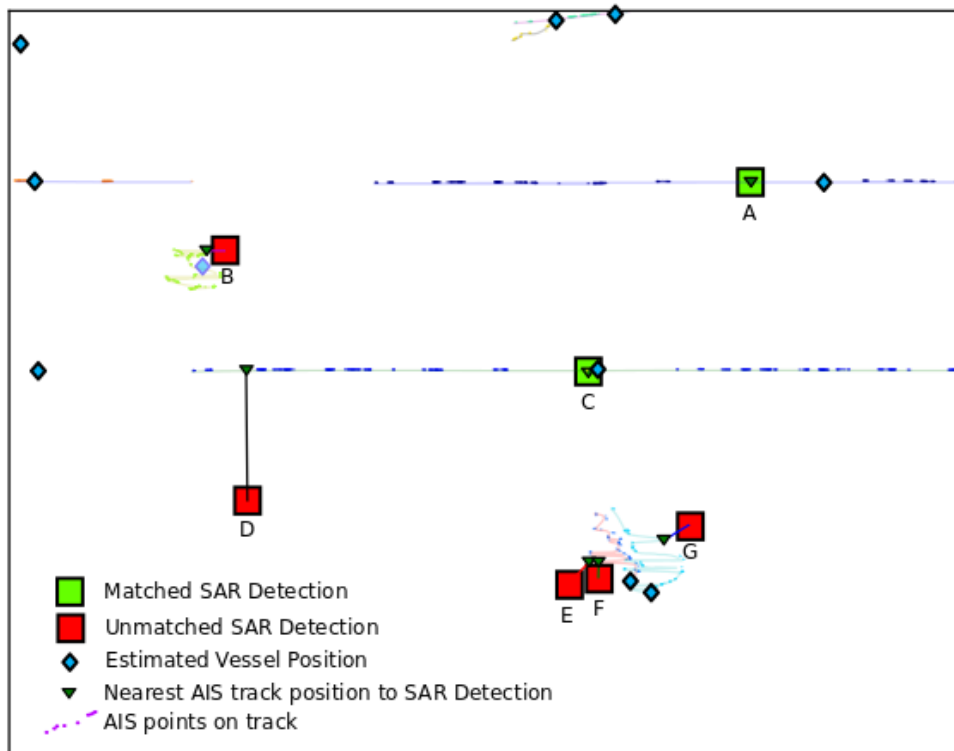 A
B
C
D
G
E
F
Matched SAR Detection
Unmatched SAR Detection
Estimated Vessel Position
Nearest AIS track position to SAR Detection
AIS points on track